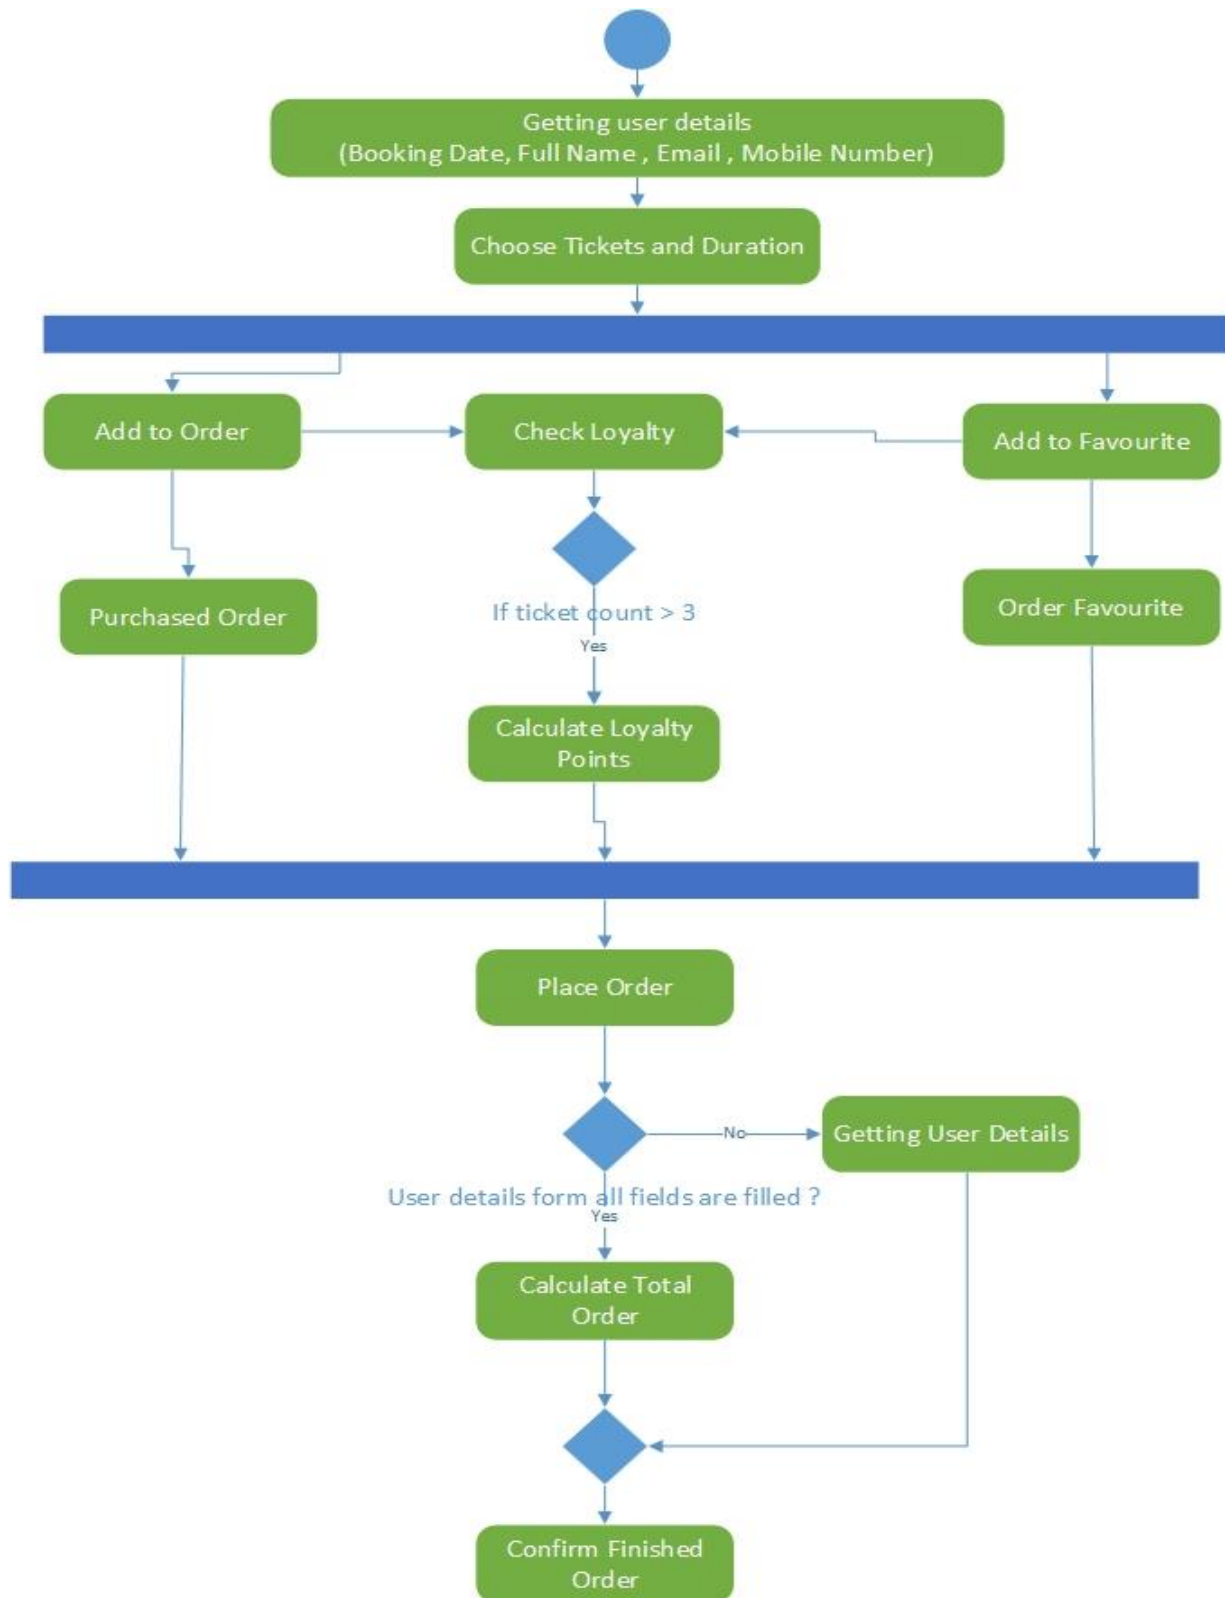 Getting user details
(Booking Date, Full Name , Email , Mobile Number)
Choose Tickets and Duration
Add to Order
Check Loyalty
Add to Favourite
If ticket count > 3
Yes
Purchased Order
Order Favourite
Calculate Loyalty
Points
Place Order
No
Getting User Details
User details form all fields are filled ?
Yes
Calculate Total
Order
Confirm Finished
Order